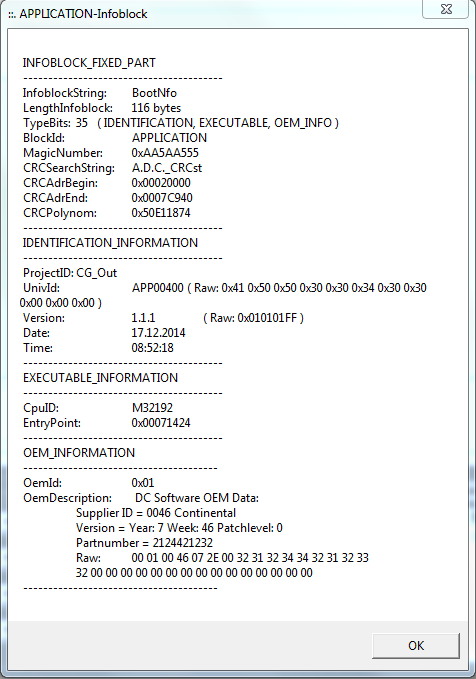 ::. APPLICATION-Infoblock
INFOBLOCK_FIXED_PART
----------------------------------------
InfoblockString: BootNfo
LengthInfoblock: 116 bytes
TypeBits: 35 ( IDENTIFICATION, EXECUTABLE, OEM_INFO )
BlockId: APPLICATION
MagicNumber: 0xAA5AA555
CRCSearchString: A.D.C._CRCst
CRCAdrBegin: 0x00020000
CRCAdrEnd: 0x0007C940
CRCPolynom: 0x50E11874
----------------------------------------
IDENTIFICATION_INFORMATION
----------------------------------------
ProjectID: CG_Out
UnivId: APP00400 ( Raw: 0x41 0x50 0x50 0x30 0x30 0x34 0x30 0x30
0x00 0x00 0x00 )
Version: 1.1.1 ( Raw: 0x010101FF )
Date: 17.12.2014
Time: 08:52:18
----------------------------------------
EXECUTABLE_INFORMATION
----------------------------------------
CpuID: M32192
EntryPoint: 0x00071424
----------------------------------------
OEM_INFORMATION
---------------------------------------
OemId: 0x01
OemDescription: DC Software OEM Data:
Supplier ID = 0046 Continental
Version = Year: 7 Week: 46 Patchlevel: 0
Partnumber = 2124421232
Raw: 00 01 00 46 07 2E 00 32 31 32 34 34 32 31 32 33
32 00 00 00 00 00 00 00 00 00 00 00 00 00 00 00
---------------------------------------
OK